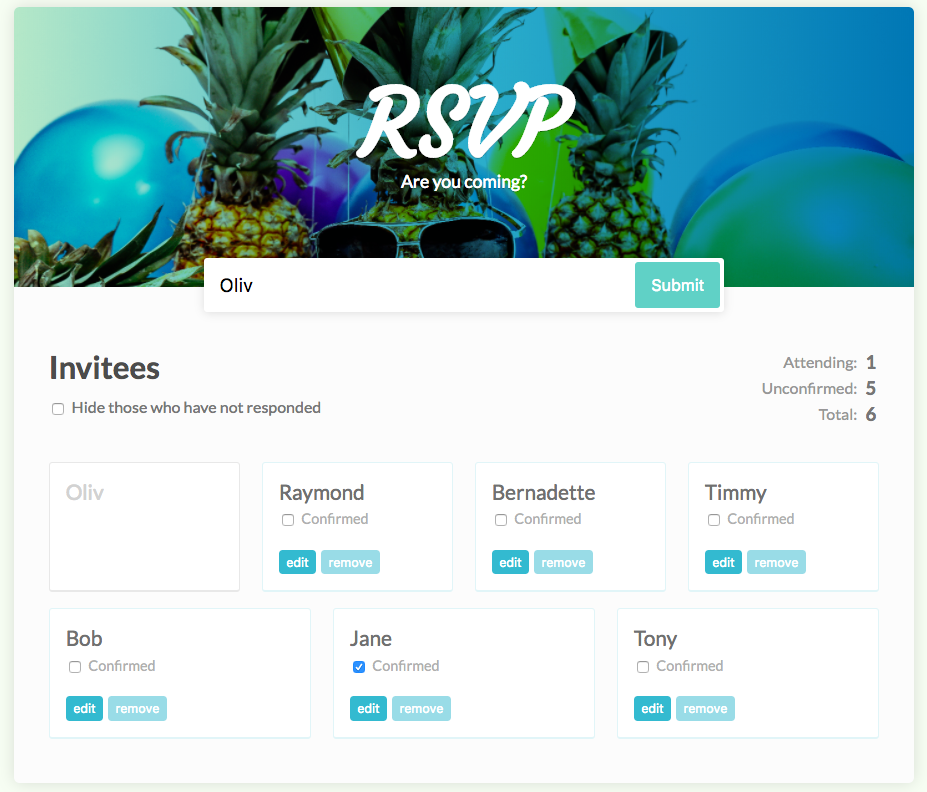 RSVP
Are you coming?
Oliv Submit
Invitees
Hide those who have not responded
Attending: 1
Unconfirmed: 5
Total: 6
Oliv
Raymond
Confirmed
edit remove
Bernadette
Confirmed
edit remove
Timmy
Confirmed
edit remove
Bob
Confirmed
edit remove
Jane
Confirmed
edit remove
Tony
Confirmed
edit remove